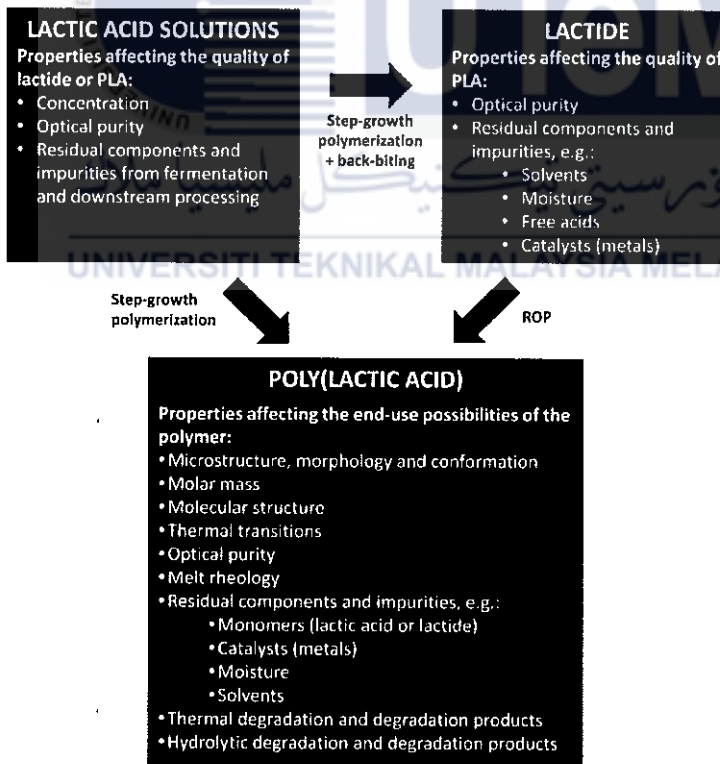 LACTIC ACID SOLUTIONS
Properties affecting the quality of
lactide or PLA:
• Concentration
• Optical purity
• Residual components and
impurities from fermentation
and downstream processing
Step-growth
polymerization
+ back-biting
LACTIDE
Properties affecting the quality of
PLA:
• Optical purity
• Residual components and
impurities, e.g.:
• Solvents
• Moisture
• Free acids
• Catalysts (metals)
UNIVERSITI TEKNIKAL MALAYSIA MELA
Step-growth
polymerization
ROP
POLY(LACTIC ACID)
Properties affecting the end-use possibilities of the
polymer:
• Microstructure, morphology and conformation
• Molar mass
• Molecular structure
• Thermal transitions
• Optical purity
• Melt rheology
• Residual components and impurities, e.g.:
• Monomers (lactic acid or lactide)
• Catalysts (metals)
• Moisture
• Solvents
• Thermal degradation and degradation products
• Hydrolytic degradation and degradation products